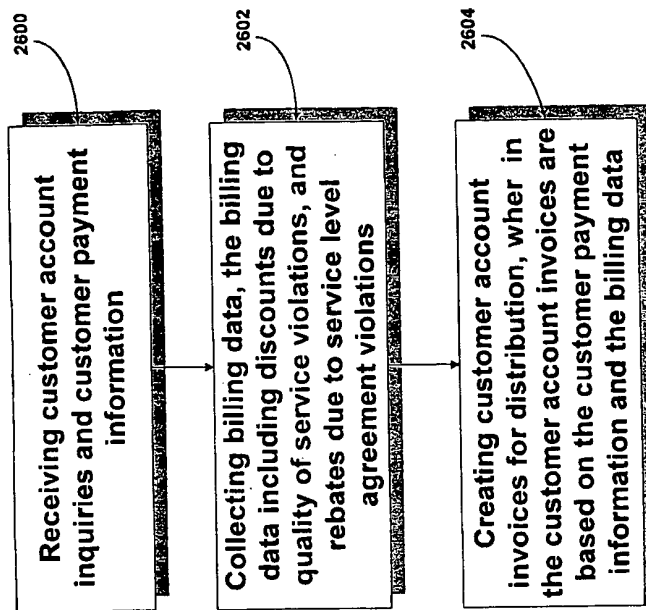 2600
Receiving customer account
inquiries and customer payment
information
2602
Collecting billing data, the billing
data including discounts due to
quality of service violations, and
rebates due to service level
agreement violations
2604
Creating customer account
invoices for distribution, wher in
the customer account invoices are
based on the customer payment
information and the billing data